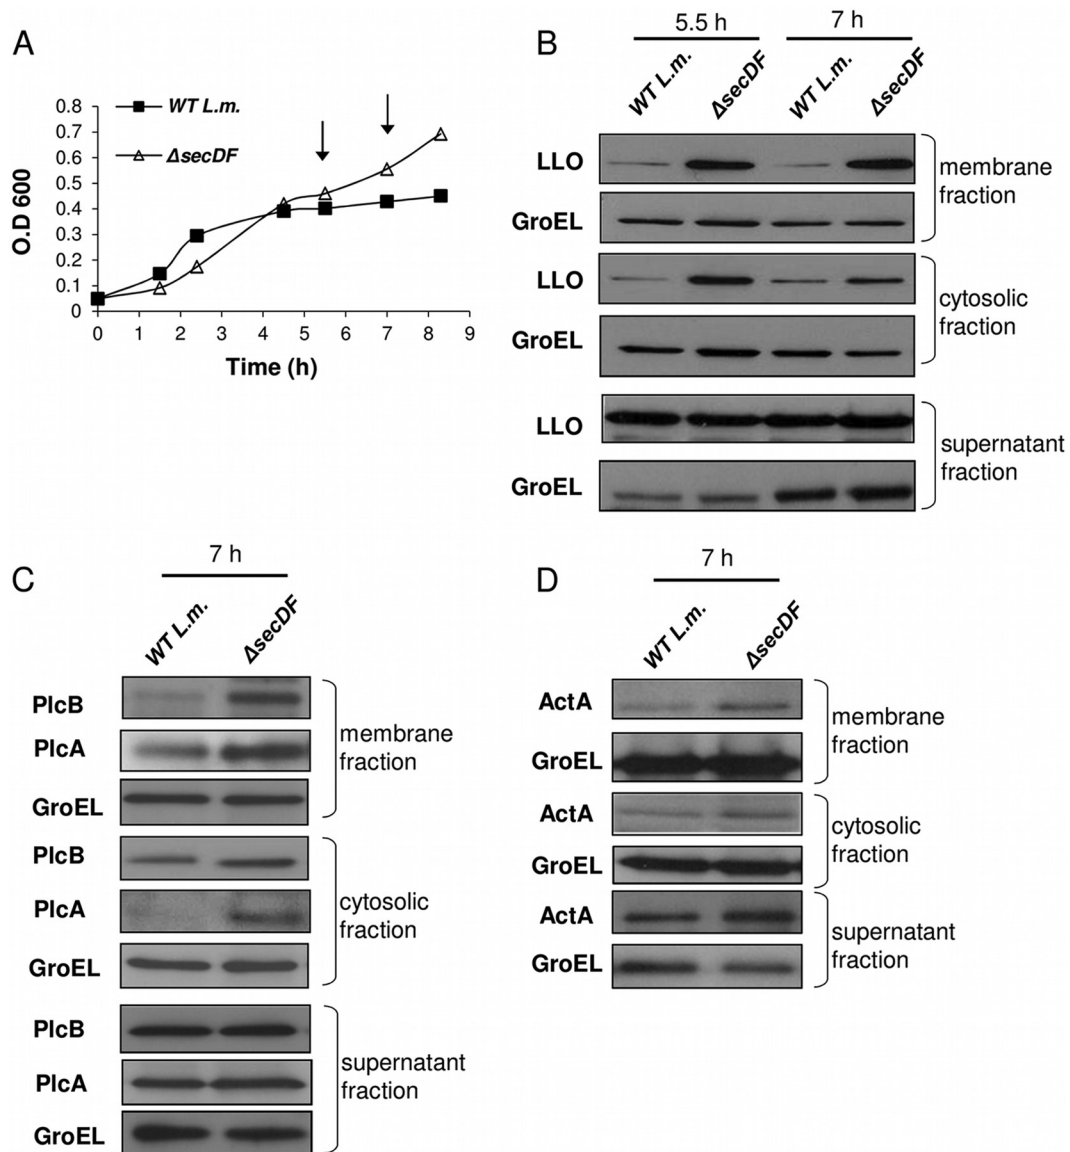 A
WT L.m.
ΔsecDF
0.8
0.7
0.6
0.5
0.4
0.3
0.2
0.1
0
O.D 600
0 1 2 3 4 5 6 7 8 9
Time (h)
B
5.5 h 7 h
WT L.m. ΔsecDF WT L.m. ΔsecDF
LLO
GroEL
membrane
fraction
LLO
GroEL
cytosolic
fraction
LLO
GroEL
supernatant
fraction
C
7 h
WT L.m. ΔsecDF
PlcB
PlcA
GroEL
membrane
fraction
PlcB
PlcA
GroEL
cytosolic
fraction
PlcB
PlcA
GroEL
supernatant
fraction
D
7 h
WT L.m. ΔsecDF
ActA
GroEL
membrane
fraction
ActA
GroEL
cytosolic
fraction
ActA
GroEL
supernatant
fraction